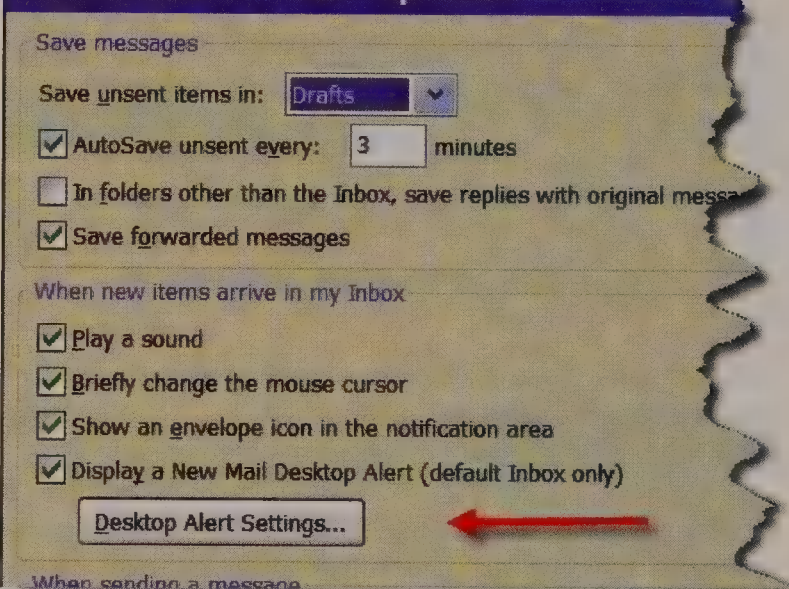 Save messages
Save unsent items in: Drafts
AutoSave unsent every: 3 minutes
In folders other than the Inbox, save replies with original
Save forwarded messages
When new items arrive in my Inbox
Play a sound
Briefly change the mouse cursor
Show an envelope icon in the notification area
Display a New Mail Desktop Alert (default Inbox only)
Desktop Alert Settings...
When sending a message